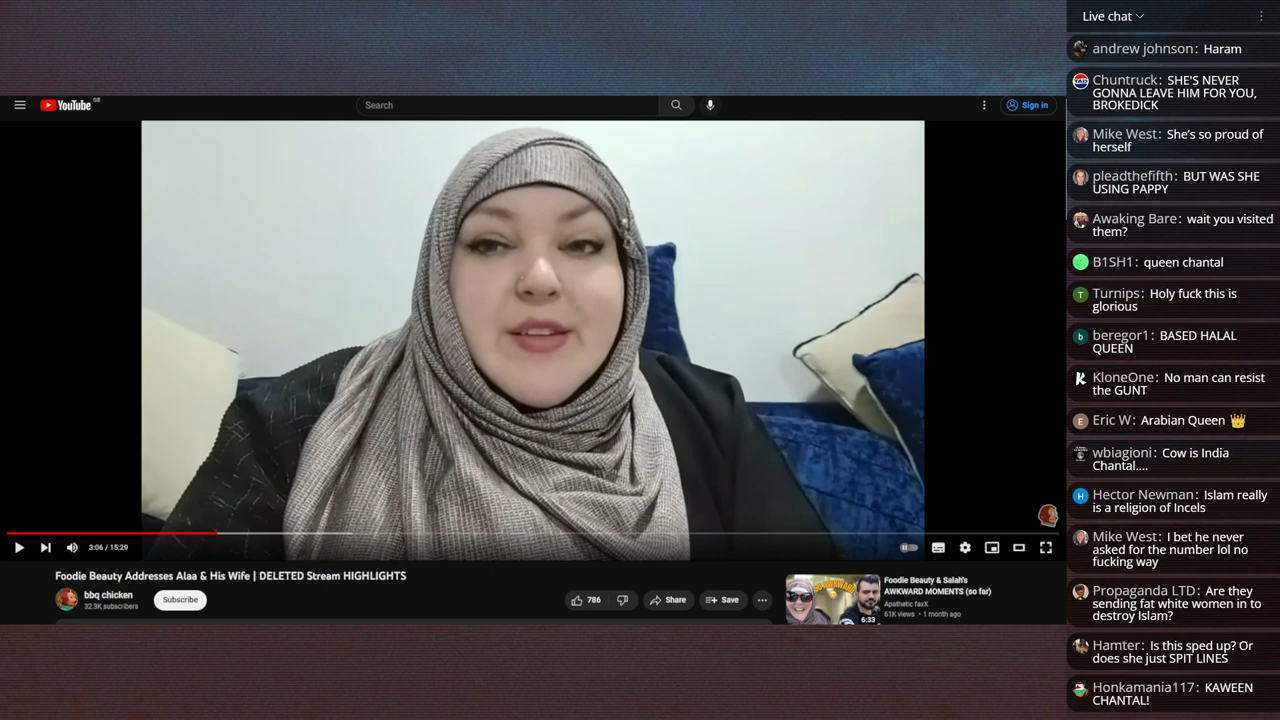 YouTube GB
Search
Sign in
3:06 / 15:29
Foodie Beauty Addresses Alaa & His Wife | DELETED Stream HIGHLIGHTS
bbq chicken
32.3K subscribers
Subscribe
786
Share
Save
6:33
Foodie Beauty & Salah's
AWKWARD MOMENTS (so far)
Apathetic faxX
61K views • 1 month ago
Live chat
andrew johnson: Haram
Chuntruck: SHE'S NEVER
GONNA LEAVE HIM FOR YOU,
BROKEDICK
Mike West: She's so proud of
herself
pleadthefifth: BUT WAS SHE
USING PAPPY
Awaking Bare: wait you visited
them?
B1SH1: queen chantal
T
Turnips: Holy fuck this is
glorious
b
beregor1: BASED HALAL
QUEEN
KloneOne: No man can resist
the GUNT
E
Eric W: Arabian Queen 👑
wbiagioni: Cow is India
Chantal....
H
Hector Newman: Islam really
is a religion of Incels
Mike West: I bet he never
asked for the number lol no
fucking way
Propaganda LTD: Are they
sending fat white women in to
destroy Islam?
Hamter: Is this sped up? Or
does she just SPIT LINES
Honkamania117: KAWEEN
CHANTAL!